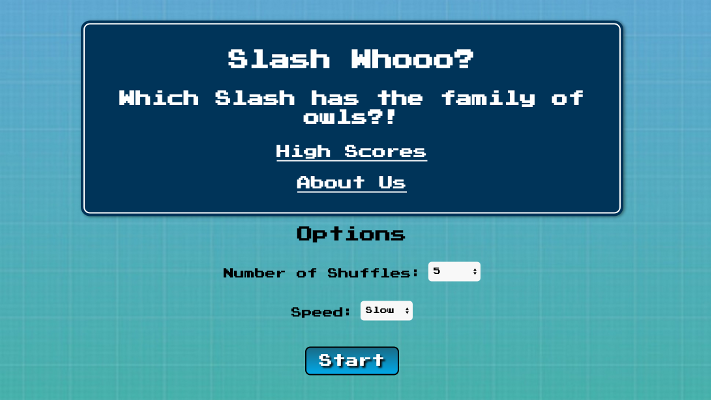 Slash Whooo?
Which Slash has the family of
owls?!
High Scores
About Us
Options
Number of Shuffles: 5
Speed: Slow
Start